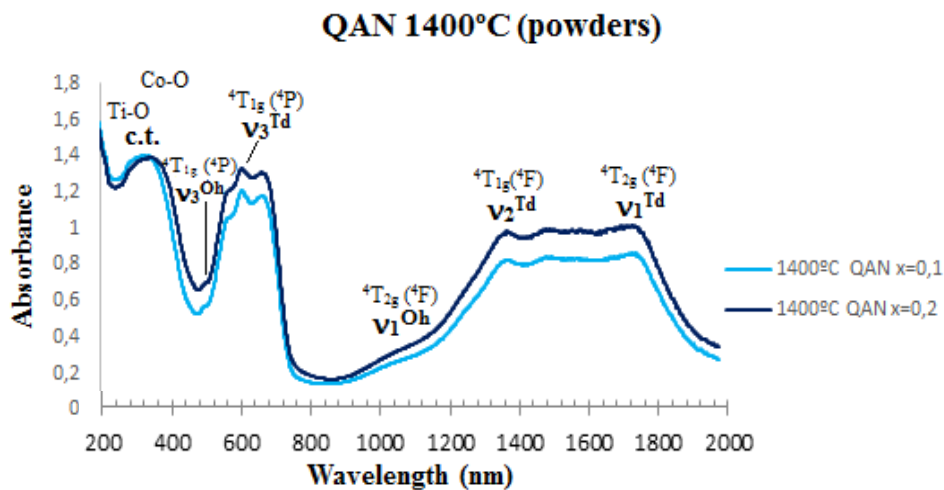 QAN 1400ºC (powders)
Co-O
Ti-O
c.t.
⁴T₁g (⁴P)
ν₃ᵒʰ
⁴T₁g (⁴P)
ν₃ᵀᵈ
⁴T₂g (⁴F)
ν₁ᴼʰ
⁴T₁g(⁴F)
ν₂ᵀᵈ
⁴T₂g (⁴F)
ν₁ᵀᵈ
Absorbance
1,8
1,6
1,4
1,2
1
0,8
0,6
0,4
0,2
0
200 400 600 800 1000 1200 1400 1600 1800 2000
Wavelength (nm)
1400ºC QAN x=0,1
1400ºC QAN x=0,2